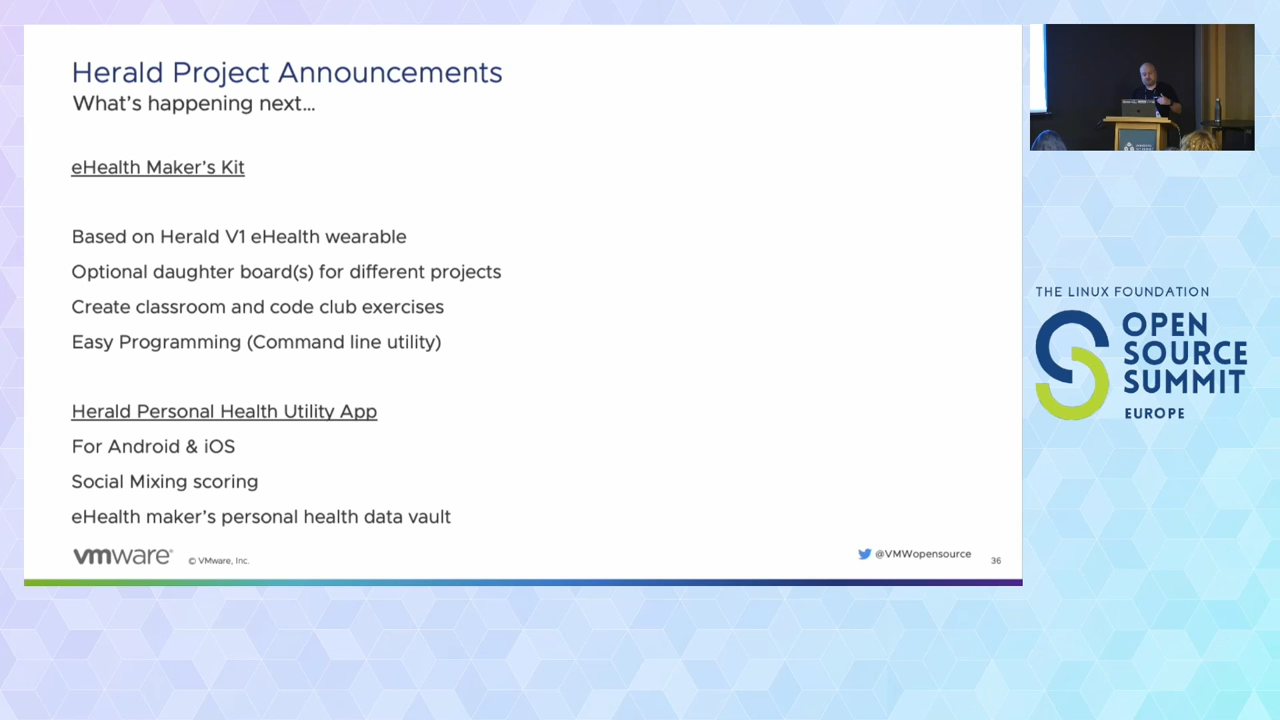 Herald Project Announcements
What's happening next...
eHealth Maker's Kit
Based on Herald V1 eHealth wearable
Optional daughter board(s) for different projects
Create classroom and code club exercises
Easy Programming (Command line utility)
Herald Personal Health Utility App
For Android & iOS
Social Mixing scoring
eHealth maker's personal health data vault
vmware®
© VMware, Inc.
@VMWopensource
36
THE LINUX FOUNDATION
OPEN
SOURCE
SUMMIT
EUROPE